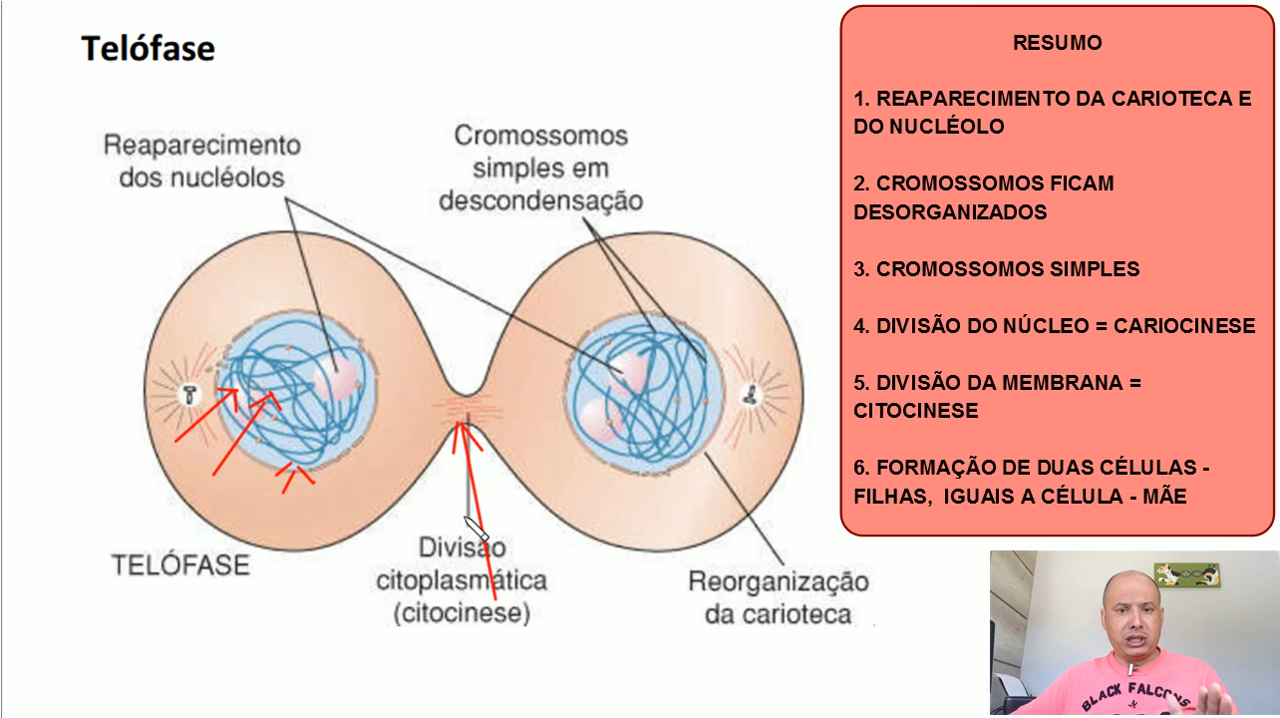 Telófase
Reaparecimento
dos nucléolos
Cromossomos
simples em
descondensação
TELÓFASE
Divisão
citoplasmática
(citocinese)
Reorganização
da carioteca
RESUMO
1. REAPARECIMENTO DA CARIOTECA E
DO NUCLÉOLO
2. CROMOSSOMOS FICAM
DESORGANIZADOS
3. CROMOSSOMOS SIMPLES
4. DIVISÃO DO NÚCLEO = CARIOCINESE
5. DIVISÃO DA MEMBRANA =
CITOCINESE
6. FORMAÇÃO DE DUAS CÉLULAS -
FILHAS, IGUAIS A CÉLULA - MÃE
BLACK FALCONS